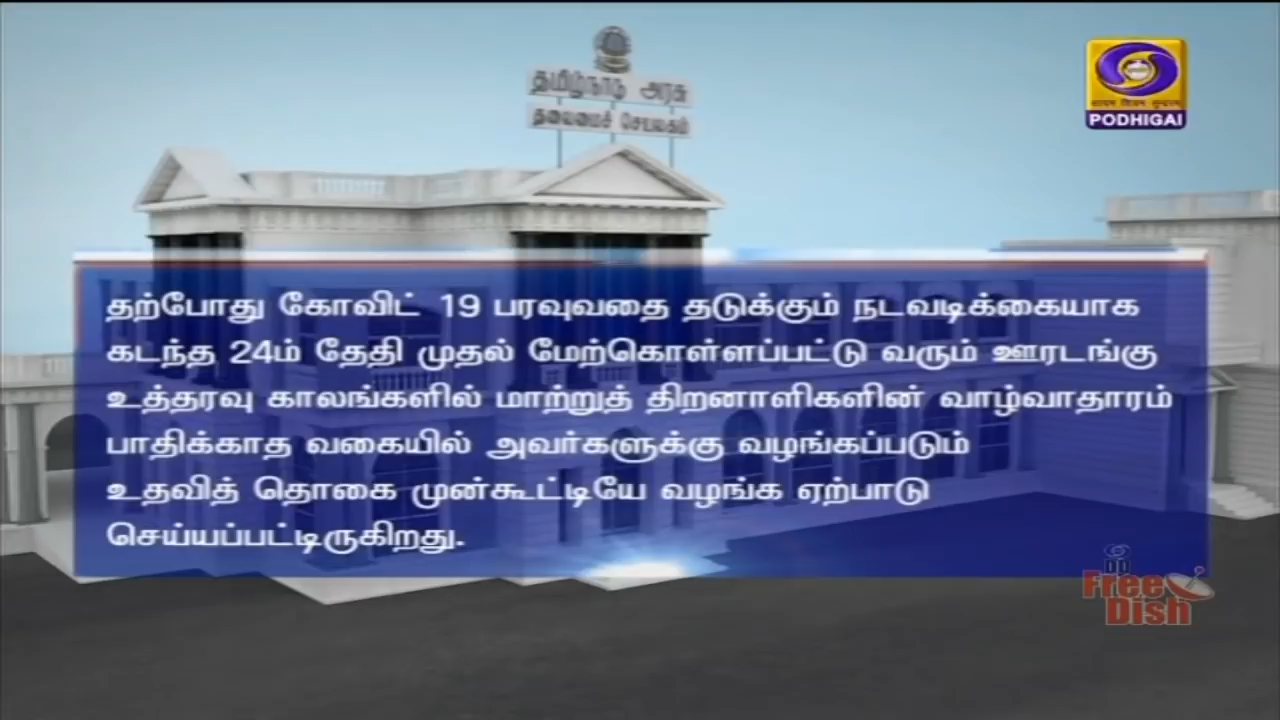 தமிழ்நாடு அரசு
தலைமைச் செயலகம்
PODHIGAI
தற்போது கோவிட் 19 பரவுவதை தடுக்கும் நடவடிக்கையாக
கடந்த 24ம் தேதி முதல் மேற்கொள்ளப்பட்டு வரும் ஊரடங்கு
உத்தரவு காலங்களில் மாற்றுத் திறனாளிகளின் வாழ்வாதாரம்
பாதிக்காத வகையில் அவர்களுக்கு வழங்கப்படும்
உதவித் தொகை முன்கூட்டியே வழங்க ஏற்பாடு
செய்யப்பட்டிருகிறது.
DD
Free
Dish